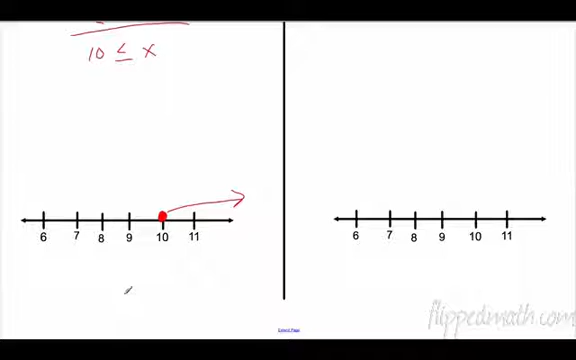 10 ≤ x
6 7 8 9 10 11
6 7 8 9 10 11
flippedmath.com
Extend Page